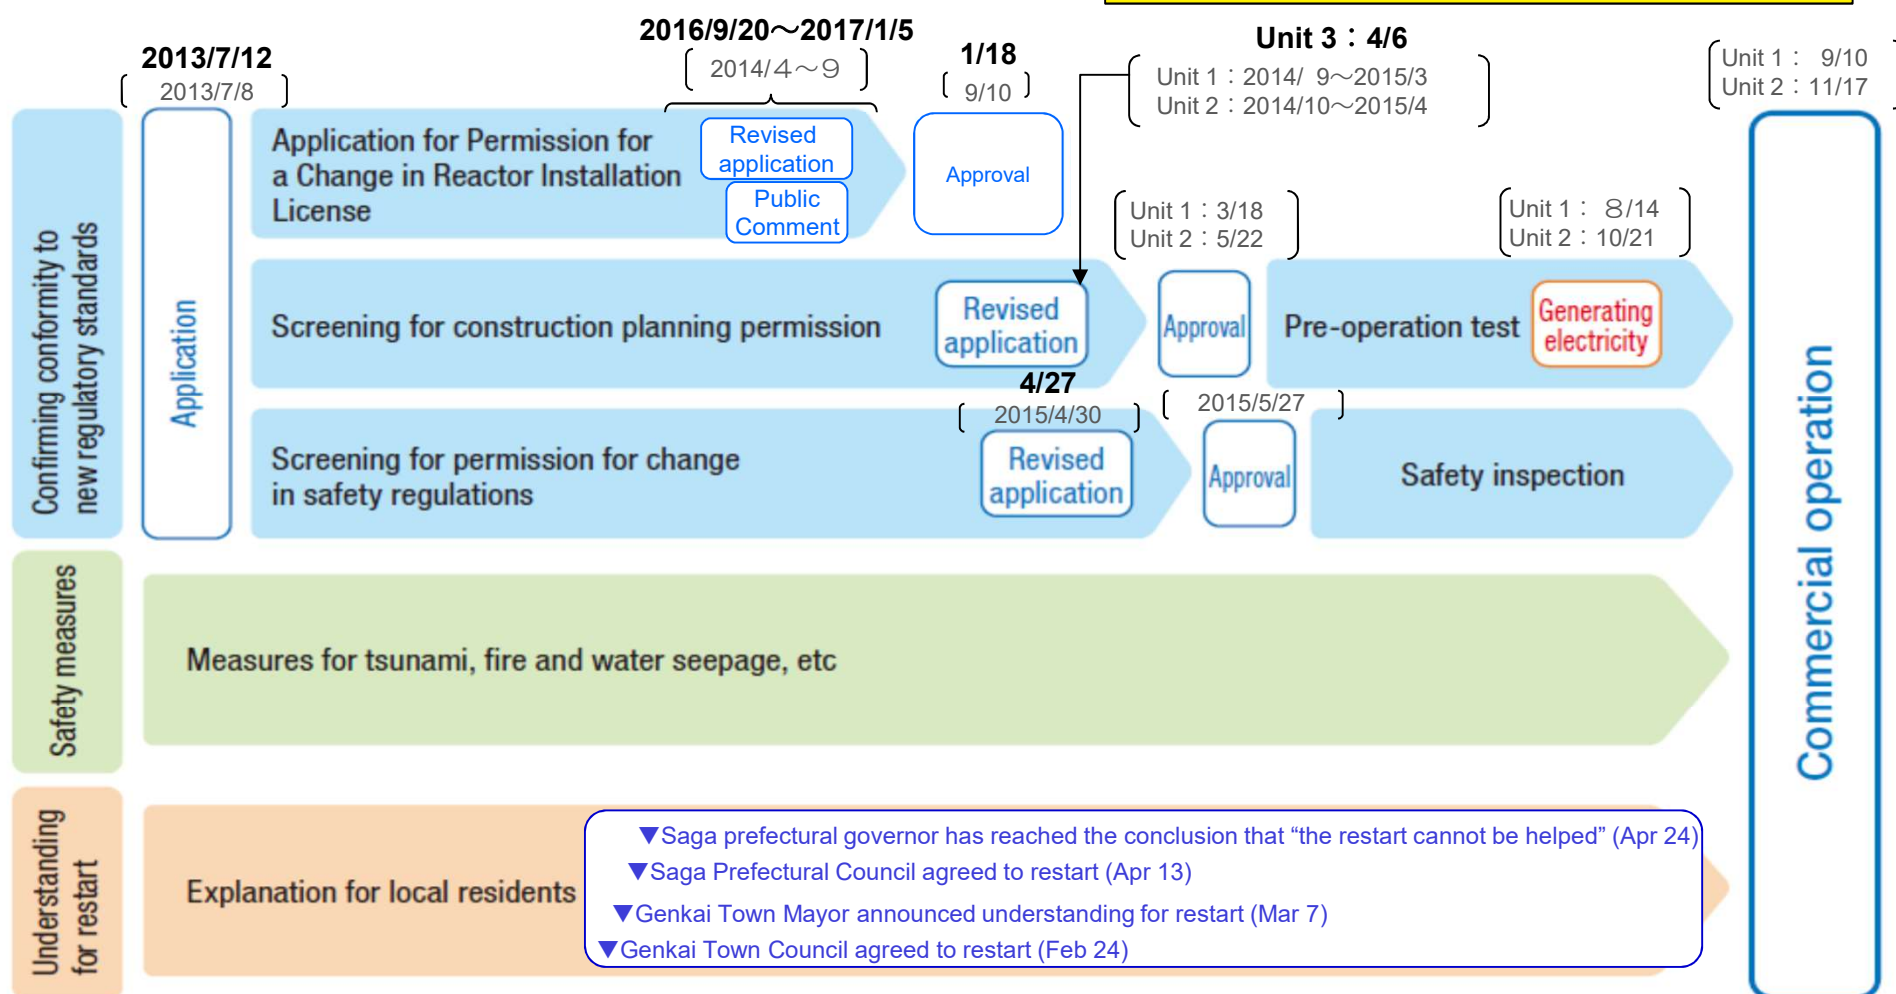 2016/9/20～2017/1/5
2014/４～９
2013/7/12
2013/7/8
1/18
9/10
Unit 3：4/6
Unit 1：2014/ 9～2015/3
Unit 2：2014/10～2015/4
Unit 1： 9/10
Unit 2：11/17
Confirming conformity to
new regulatory standards
Application
Application for Permission for
a Change in Reactor Installation
License
Revised
application
Public
Comment
Approval
Unit 1：3/18
Unit 2：5/22
Unit 1： ８/14
Unit 2：10/21
Screening for construction planning permission
Revised
application
Approval
Pre-operation test
Generating
electricity
4/27
2015/4/30
2015/5/27
Screening for permission for change
in safety regulations
Revised
application
Approval
Safety inspection
Commercial operation
Safety measures
Measures for tsunami, fire and water seepage, etc
Understanding
for restart
Explanation for local residents
▼Saga prefectural governor has reached the conclusion that “the restart cannot be helped” (Apr 24)
▼Saga Prefectural Council agreed to restart (Apr 13)
▼Genkai Town Mayor announced understanding for restart (Mar 7)
▼Genkai Town Council agreed to restart (Feb 24)